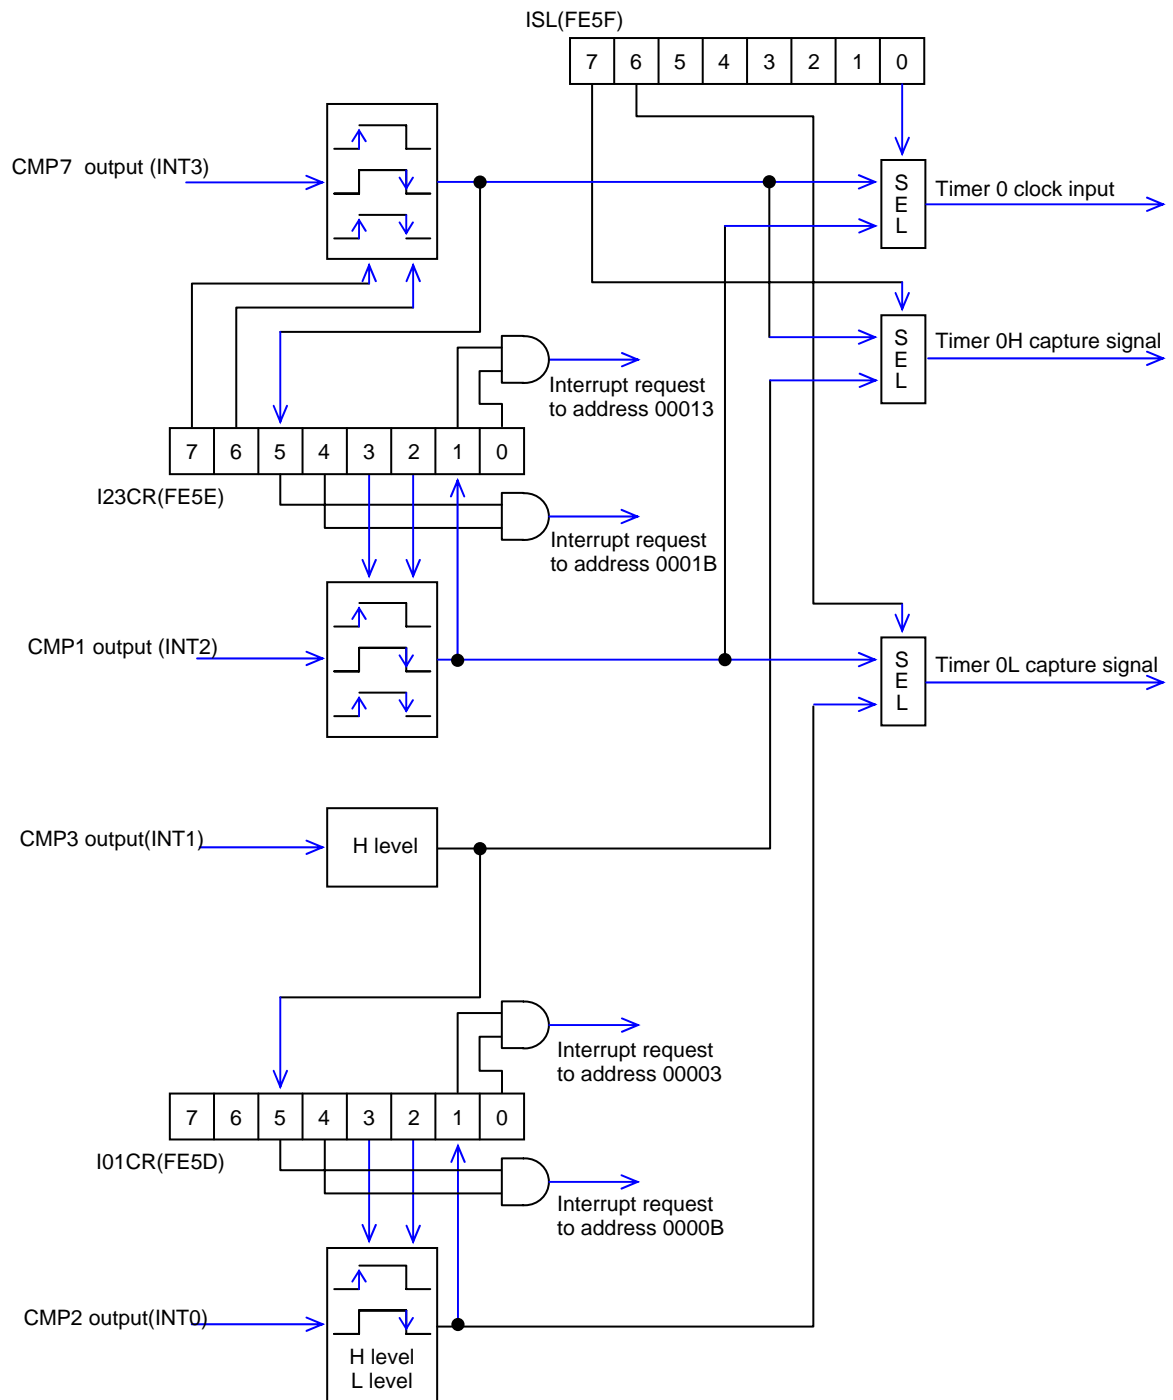 ISL(FE5F)
7 6 5 4 3 2 1 0
CMP7 output (INT3)
S
E
L
Timer 0 clock input
S
E
L
Timer 0H capture signal
Interrupt request
to address 00013
7 6 5 4 3 2 1 0
I23CR(FE5E)
Interrupt request
to address 0001B
CMP1 output (INT2)
S
E
L
Timer 0L capture signal
CMP3 output(INT1)
H level
Interrupt request
to address 00003
7 6 5 4 3 2 1 0
I01CR(FE5D)
Interrupt request
to address 0000B
CMP2 output(INT0)
H level
L level